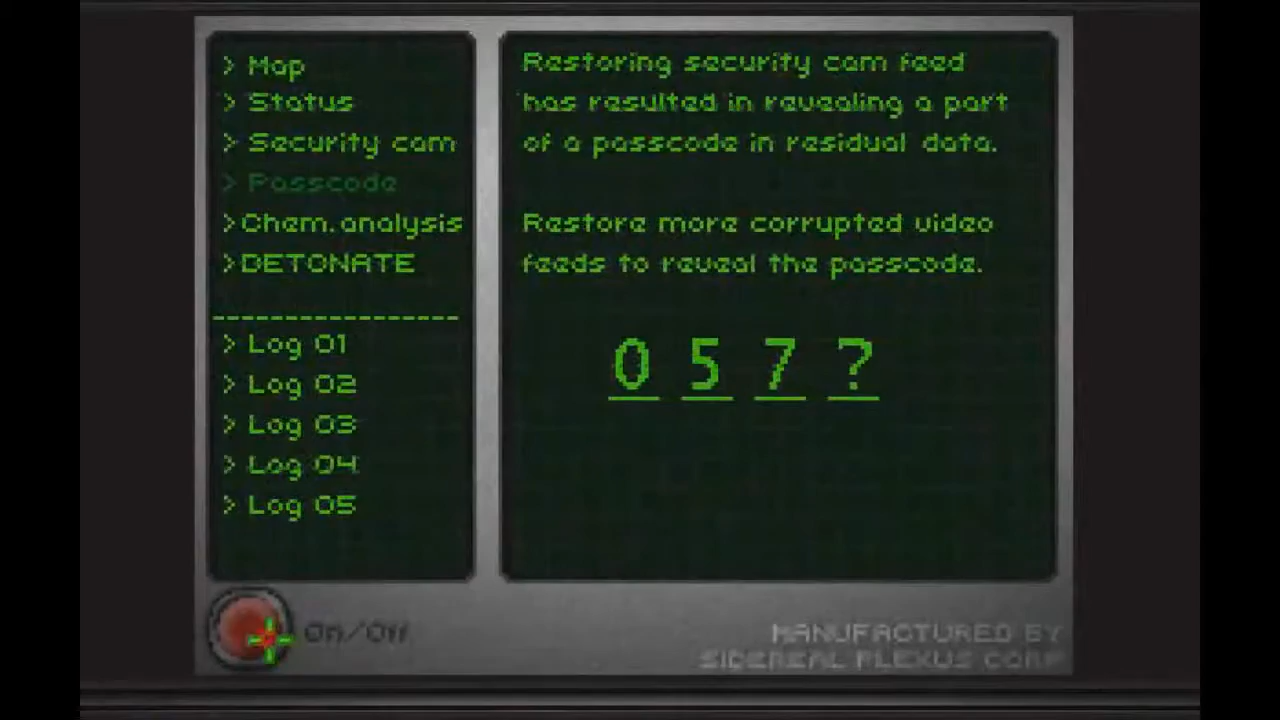 > Map
> Status
> Security cam
> Passcode
>Chem.analysis
>DETONATE
-----------------
> Log 01
> Log 02
> Log 03
> Log 04
> Log 05
Restoring security cam feed
has resulted in revealing a part
of a passcode in residual data.
Restore more corrupted video
feeds to reveal the passcode.
0 5 7 ?
On/Off
MANUFACTURED BY
SIDEREAL PLEXUS CORP